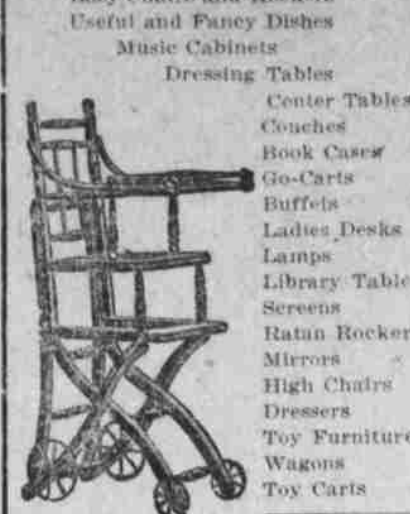 Useful and Fancy Dishes
Music Cabinets
Dressing Tables
Center Tables
Couches
Book Cases
Go-Carts
Buffets
Ladies Desks
Lamps
Library Table
Screens
Ratan Rocker
Mirrors
High Chairs
Dressers
Toy Furniture
Wagons
Toy Carts